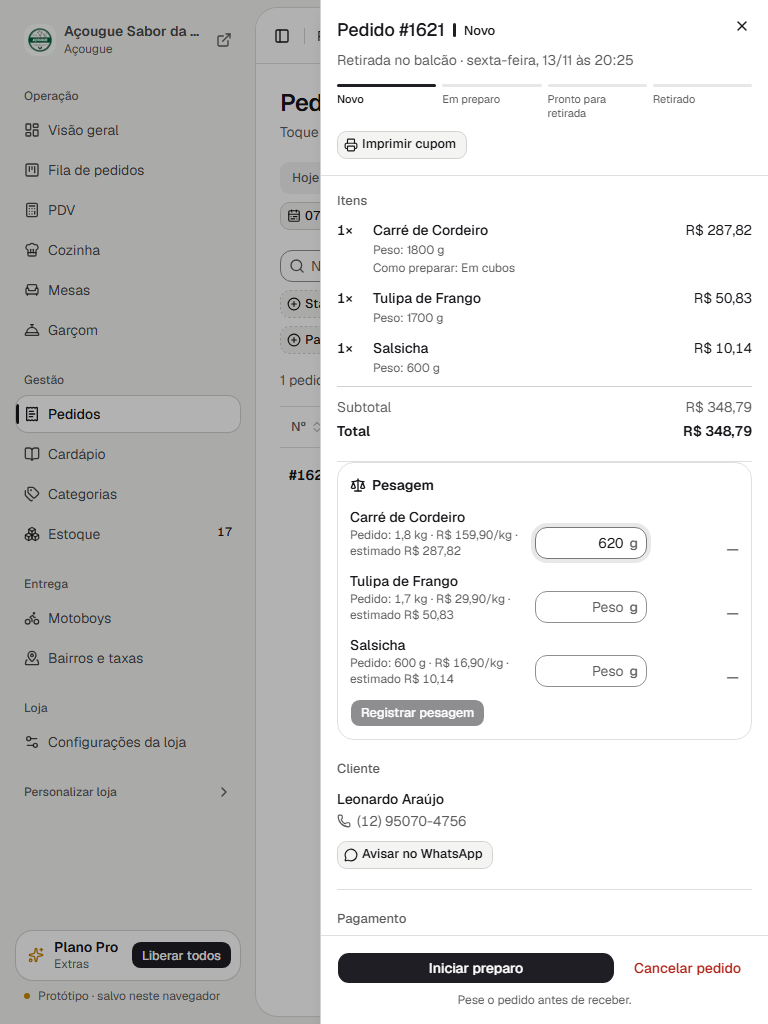 Açougue Sabor da ...
Açougue
Operação
Visão geral
Fila de pedidos
PDV
Cozinha
Mesas
Garçom
Gestão
Pedidos
Cardápio
Categorias
Estoque 17
Entrega
Motoboys
Bairros e taxas
Loja
Configurações da loja
Personalizar loja
Plano Pro
Extras
Liberar todos
Protótipo · salvo neste navegador
Toque
Hoje
07
1 pedid
Nº
#162
Pedido #1621 Novo
Retirada no balcão · sexta-feira, 13/11 às 20:25
Novo
Em preparo
Pronto para
retirada
Retirado
Imprimir cupom
Itens
1× Carré de Cordeiro R$ 287,82
Peso: 1800 g
Como preparar: Em cubos
1× Tulipa de Frango R$ 50,83
Peso: 1700 g
1× Salsicha R$ 10,14
Peso: 600 g
Subtotal R$ 348,79
Total R$ 348,79
Pesagem
Carré de Cordeiro
Pedido: 1,8 kg · R$ 159,90/kg ·
estimado R$ 287,82
620 g —
Tulipa de Frango
Pedido: 1,7 kg · R$ 29,90/kg ·
estimado R$ 50,83
Peso g —
Salsicha
Pedido: 600 g · R$ 16,90/kg ·
estimado R$ 10,14
Peso g —
Registrar pesagem
Cliente
Leonardo Araújo
(12) 95070-4756
Avisar no WhatsApp
Pagamento
Iniciar preparo
Cancelar pedido
Pese o pedido antes de receber.